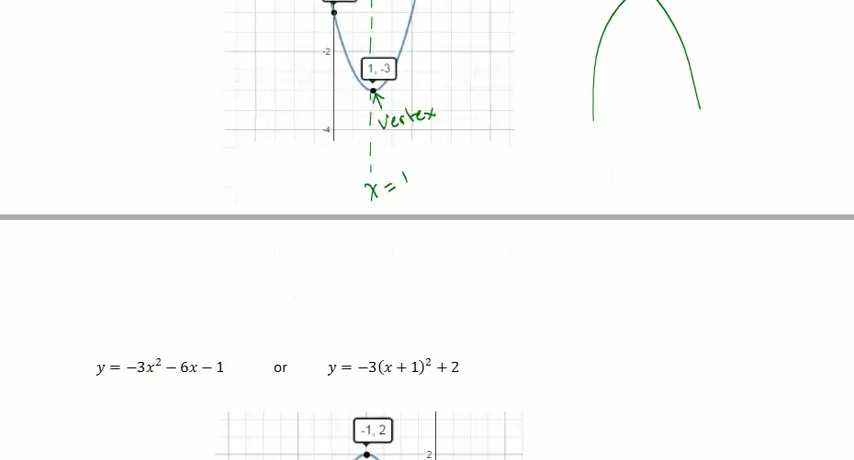 -2
1, -3
vertex
-4
x = 1
y = −3x² − 6x − 1 or y = −3(x + 1)² + 2
-1, 2
2